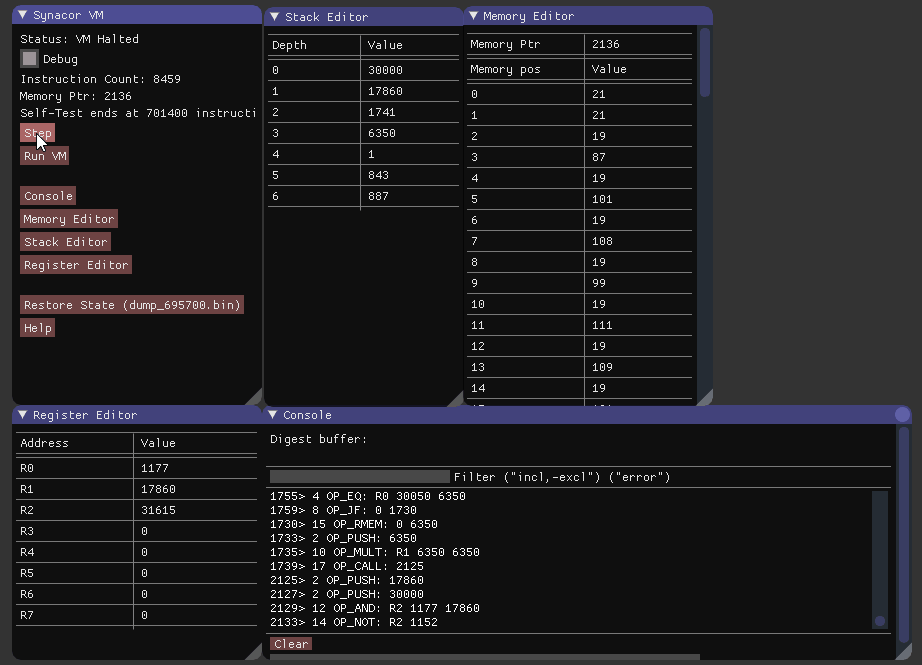 Synacor VM
Status: VM Halted
Debug
Instruction Count: 8459
Memory Ptr: 2136
Self-Test ends at 701400 instructi
Step
Run VM
Console
Memory Editor
Stack Editor
Register Editor
Restore State (dump_695700.bin)
Help
Stack Editor
Depth Value
0 30000
1 17860
2 1741
3 6350
4 1
5 843
6 887
Memory Editor
Memory Ptr 2136
Memory pos Value
0 21
1 21
2 19
3 87
4 19
5 101
6 19
7 108
8 19
9 99
10 19
11 111
12 19
13 109
14 19
Register Editor
Address Value
R0 1177
R1 17860
R2 31615
R3 0
R4 0
R5 0
R6 0
R7 0
Console
Digest buffer:
Filter ("incl,-excl") ("error")
1755> 4 OP_EQ: R0 30050 6350
1759> 8 OP_JF: 0 1730
1730> 15 OP_RMEM: 0 6350
1733> 2 OP_PUSH: 6350
1735> 10 OP_MULT: R1 6350 6350
1739> 17 OP_CALL: 2125
2125> 2 OP_PUSH: 17860
2127> 2 OP_PUSH: 30000
2129> 12 OP_AND: R2 1177 17860
2133> 14 OP_NOT: R2 1152
Clear